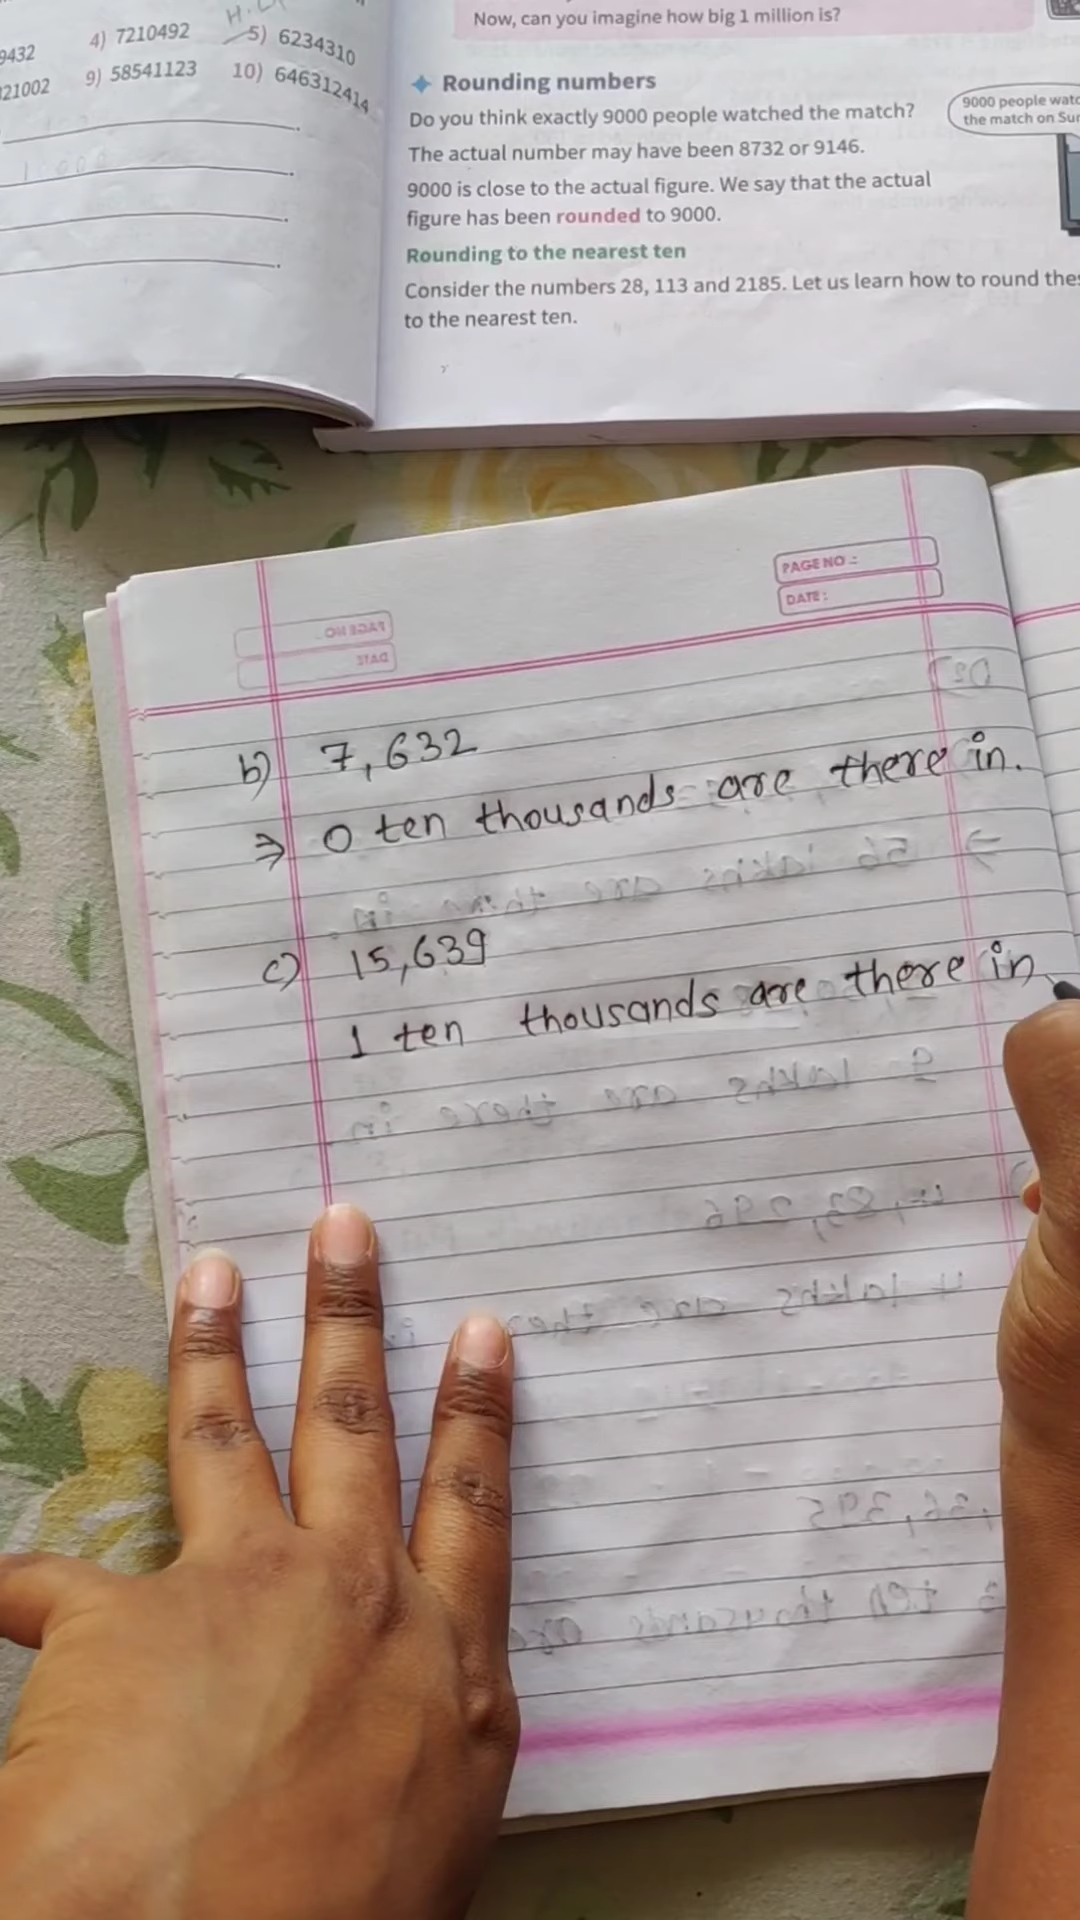 Now, can you imagine how big 1 million is?
H.
9432 4) 7210492 5) 6234310
21002 9) 58541123 10) 646312414
Rounding numbers
Do you think exactly 9000 people watched the match?
The actual number may have been 8732 or 9146.
9000 is close to the actual figure. We say that the actual
figure has been rounded to 9000.
Rounding to the nearest ten
Consider the numbers 28, 113 and 2185. Let us learn how to round
to the nearest ten.
9000 people
the match on
PAGE NO :
DATE :
b) 7,632
⇒ 0 ten thousands are there in.
c) 15,639
1 ten thousands are there in